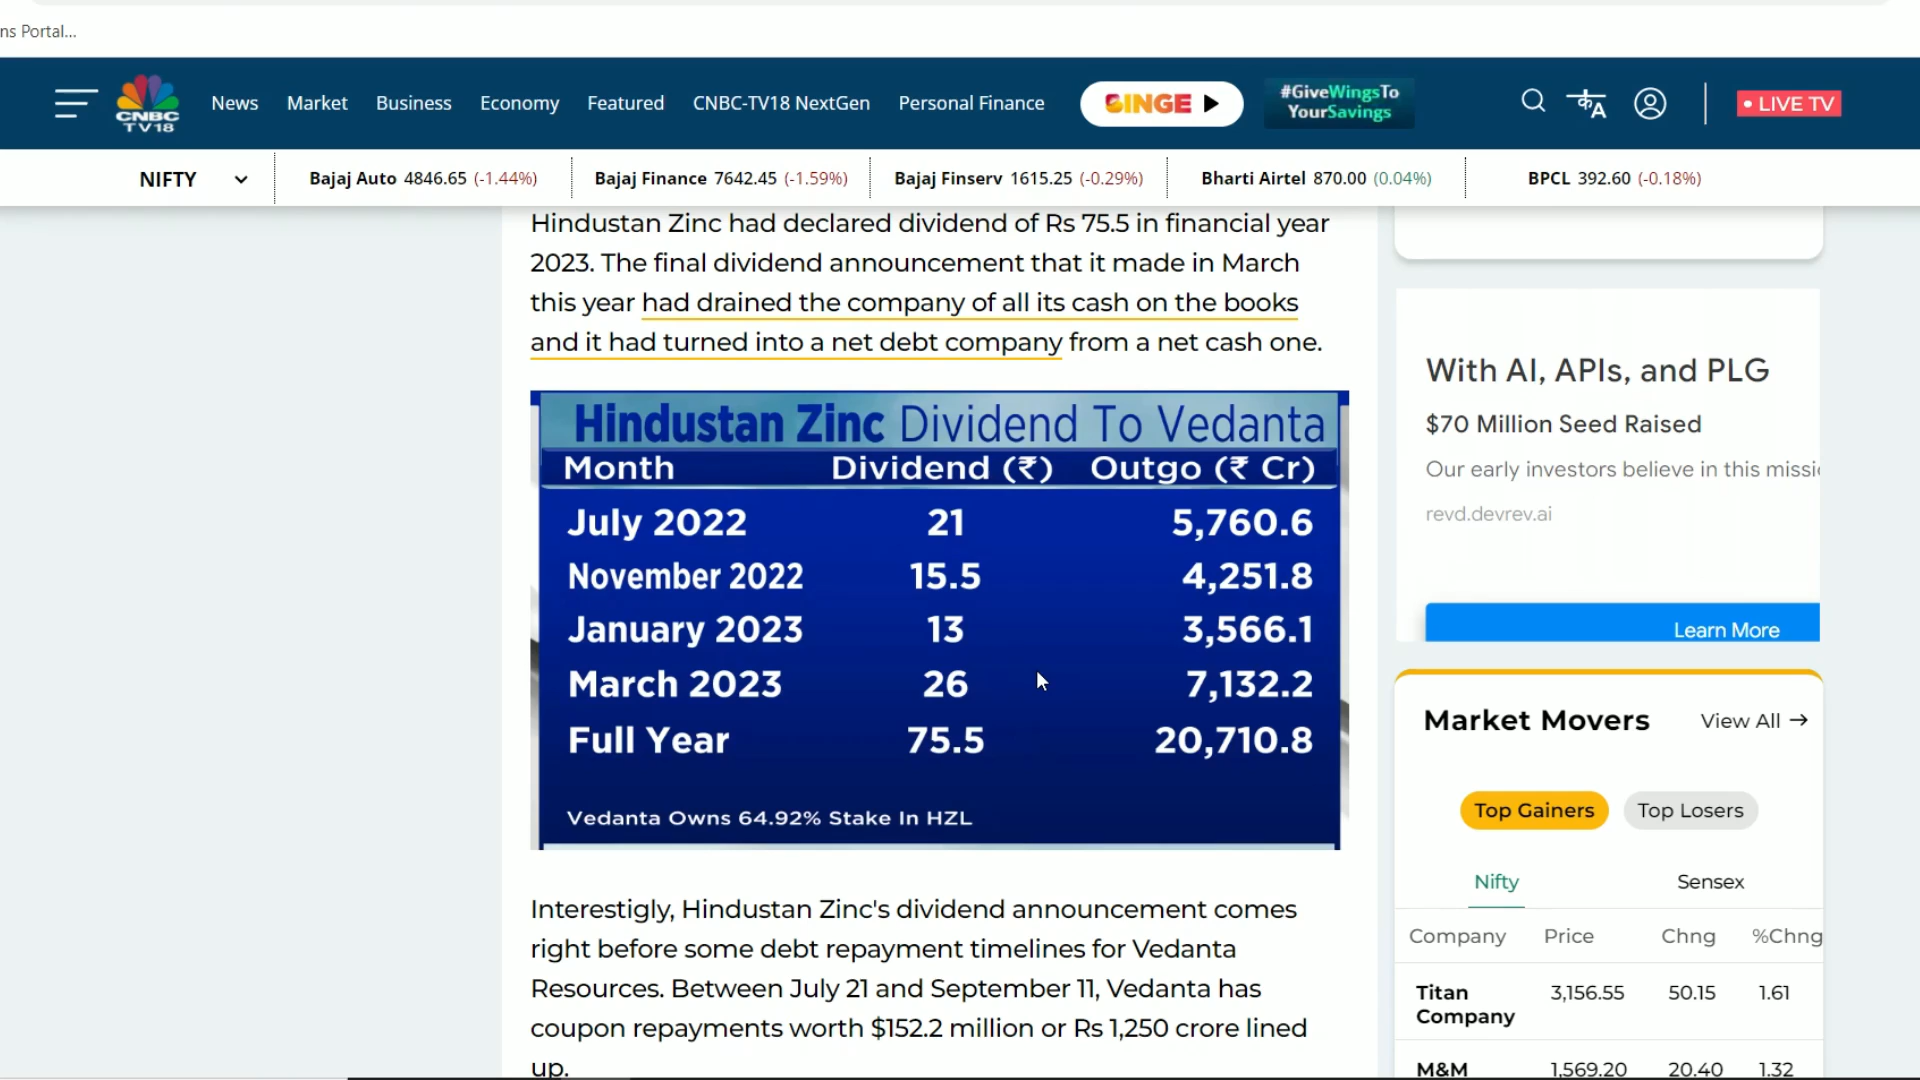 ns Portal...
CNBC TV18
News
Market
Business
Economy
Featured
CNBC-TV18 NextGen
Personal Finance
BINGE
#GiveWingsTo
YourSavings
LIVE TV
NIFTY
Bajaj Auto 4846.65 (-1.44%)
Bajaj Finance 7642.45 (-1.59%)
Bajaj Finserv 1615.25 (-0.29%)
Bharti Airtel 870.00 (0.04%)
BPCL 392.60 (-0.18%)
Hindustan Zinc had declared dividend of Rs 75.5 in financial year
2023. The final dividend announcement that it made in March
this year had drained the company of all its cash on the books
and it had turned into a net debt company from a net cash one.
Hindustan Zinc Dividend To Vedanta
Month Dividend (₹) Outgo (₹ Cr)
July 2022 21 5,760.6
November 2022 15.5 4,251.8
January 2023 13 3,566.1
March 2023 26 7,132.2
Full Year 75.5 20,710.8
Vedanta Owns 64.92% Stake In HZL
Interestigly, Hindustan Zinc's dividend announcement comes
right before some debt repayment timelines for Vedanta
Resources. Between July 21 and September 11, Vedanta has
coupon repayments worth $152.2 million or Rs 1,250 crore lined
up.
With AI, APIs, and PLG
$70 Million Seed Raised
Our early investors believe in this missi
revd.devrev.ai
Learn More
Market Movers View All →
Top Gainers Top Losers
Nifty Sensex
Company Price Chng %Chng
Titan
Company 3,156.55 50.15 1.61
M&M 1,569.20 20.40 1.32